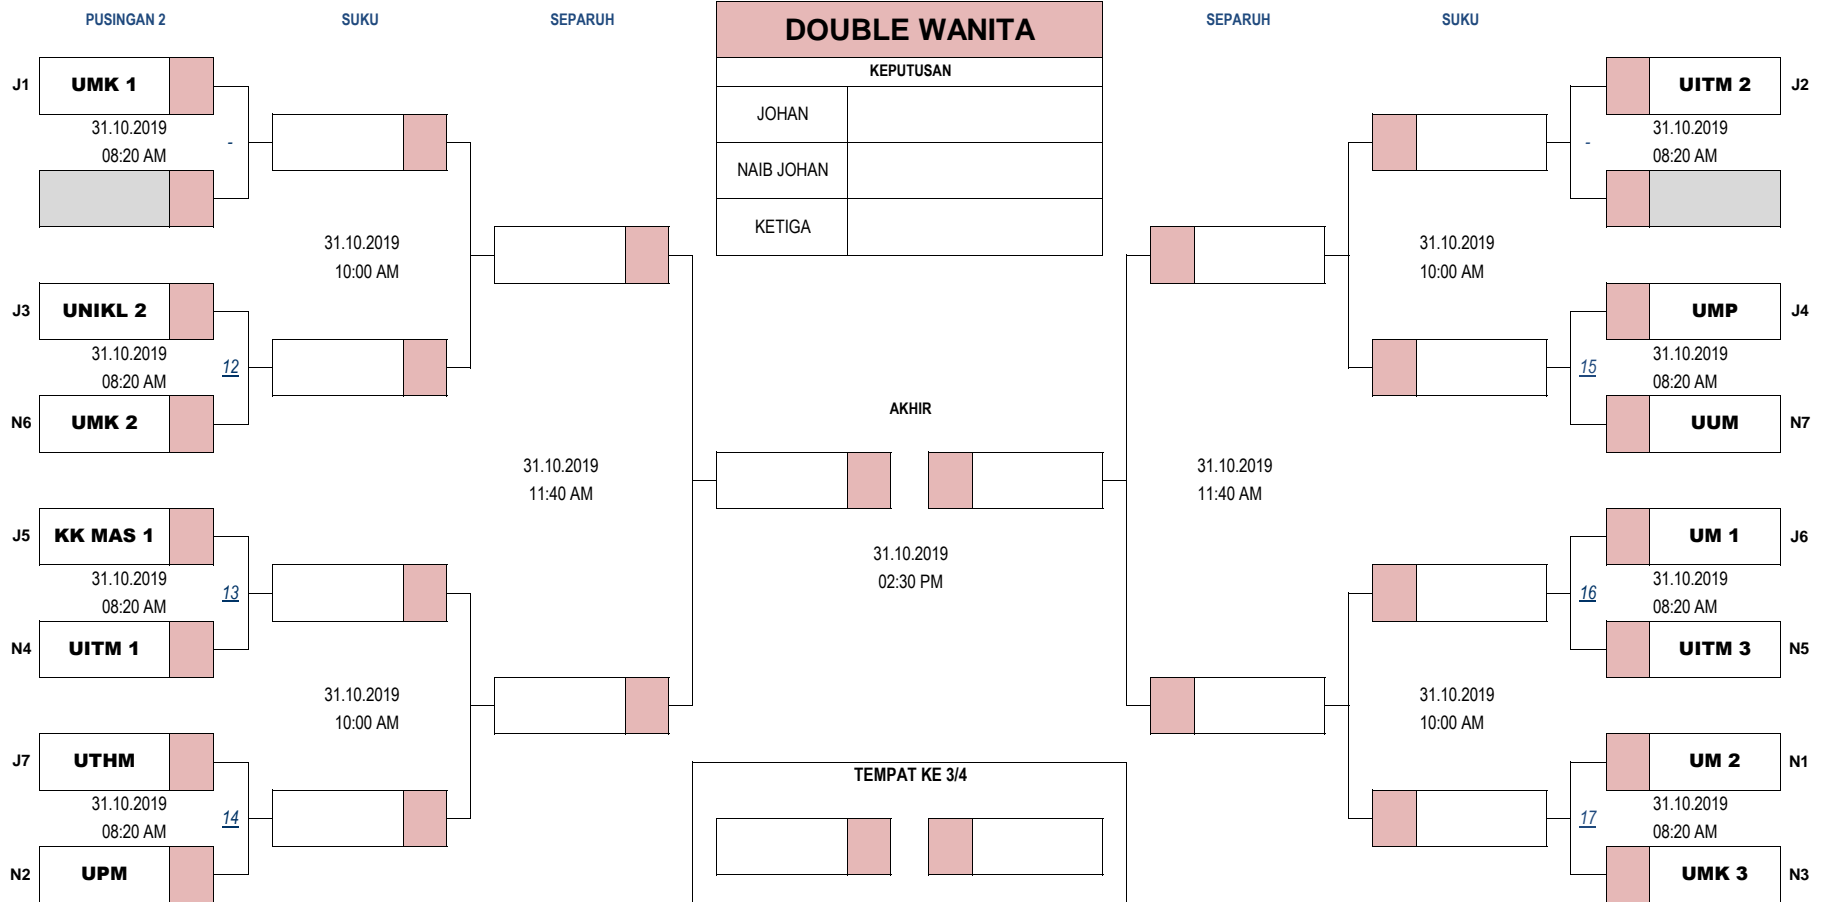 PUSINGAN 2 SUKU SEPARUH DOUBLE WANITA SEPARUH SUKU
KEPUTUSAN
J1 UMK 1 JOHAN UITM 2 J2
31.10.2019 31.10.2019
08:20 AM - - 08:20 AM
NAIB JOHAN
KETIGA
31.10.2019 31.10.2019
10:00 AM 10:00 AM
J3 UNIKL 2 UMP J4
31.10.2019 31.10.2019
08:20 AM 12 15 08:20 AM
AKHIR
N6 UMK 2 UUM N7
31.10.2019 31.10.2019
11:40 AM 11:40 AM
J5 KK MAS 1 UM 1 J6
31.10.2019
02:30 PM
31.10.2019 31.10.2019
08:20 AM 13 16 08:20 AM
N4 UITM 1 UITM 3 N5
31.10.2019 31.10.2019
10:00 AM 10:00 AM
J7 UTHM UM 2 N1
TEMPAT KE 3/4
31.10.2019 31.10.2019
08:20 AM 14 17 08:20 AM
N2 UPM UMK 3 N3